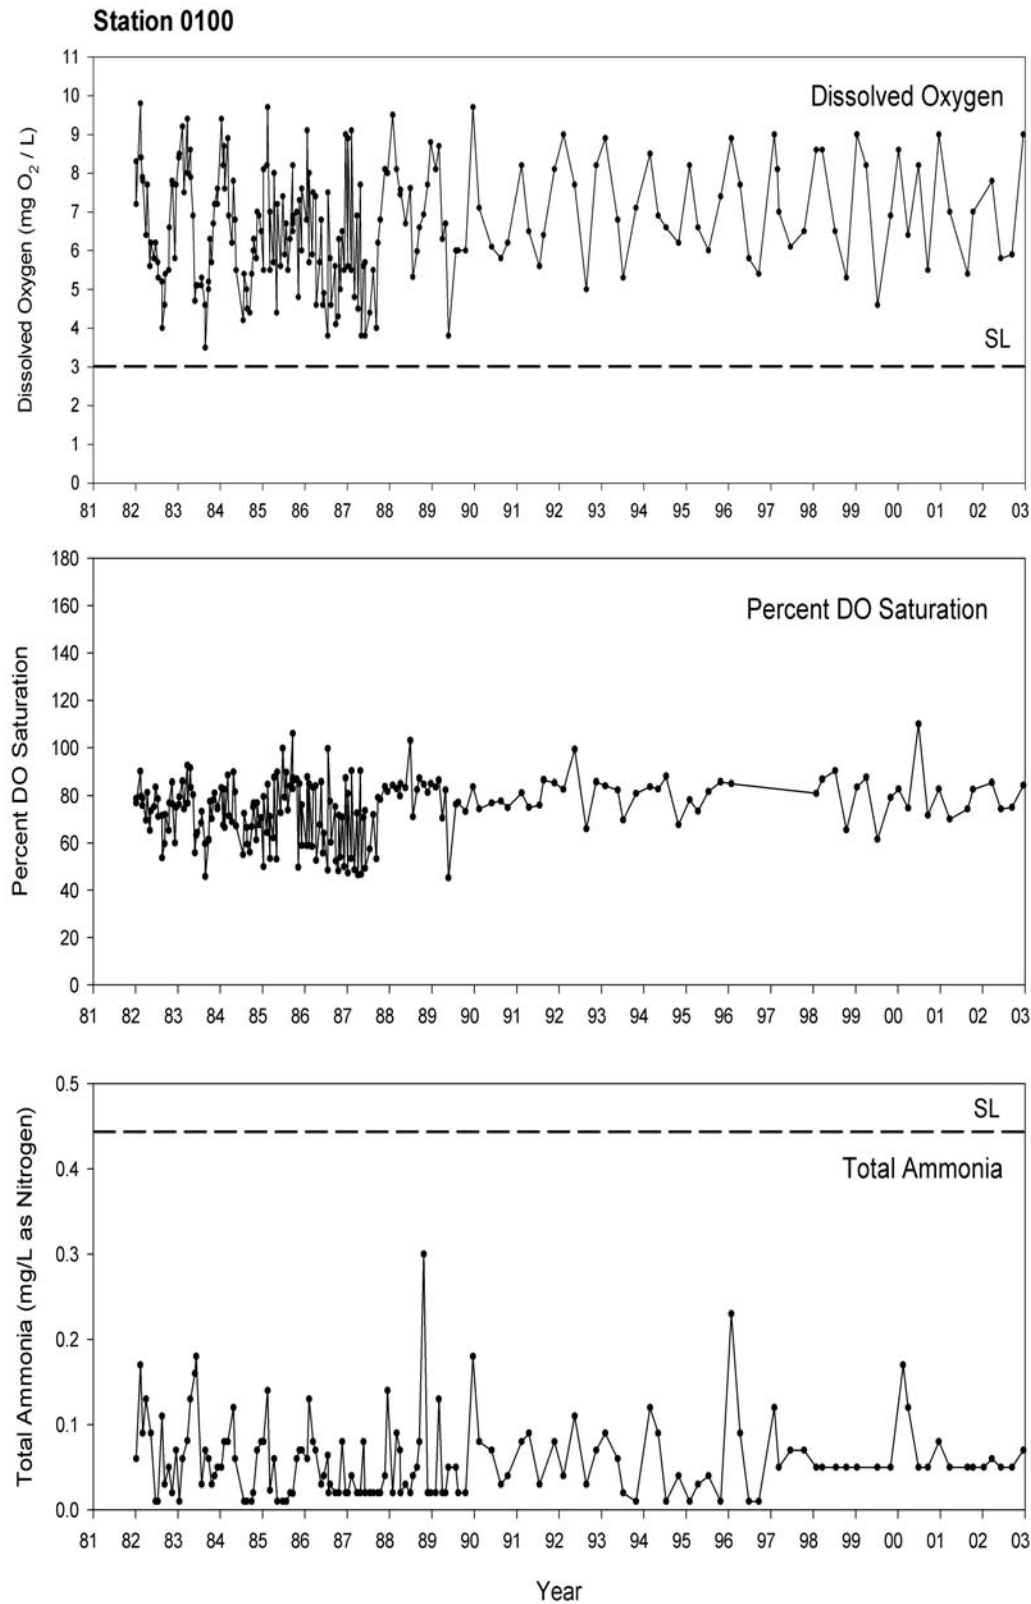 Station 0100
Dissolved Oxygen (mg O2 / L)
11
10
9
8
7
6
5
4
3
2
1
0
Dissolved Oxygen
SL
81 82 83 84 85 86 87 88 89 90 91 92 93 94 95 96 97 98 99 00 01 02 03
Percent DO Saturation
180
160
140
120
100
80
60
40
20
0
Percent DO Saturation
81 82 83 84 85 86 87 88 89 90 91 92 93 94 95 96 97 98 99 00 01 02 03
Total Ammonia (mg/L as Nitrogen)
0.5
0.4
0.3
0.2
0.1
0.0
SL
Total Ammonia
81 82 83 84 85 86 87 88 89 90 91 92 93 94 95 96 97 98 99 00 01 02 03
Year